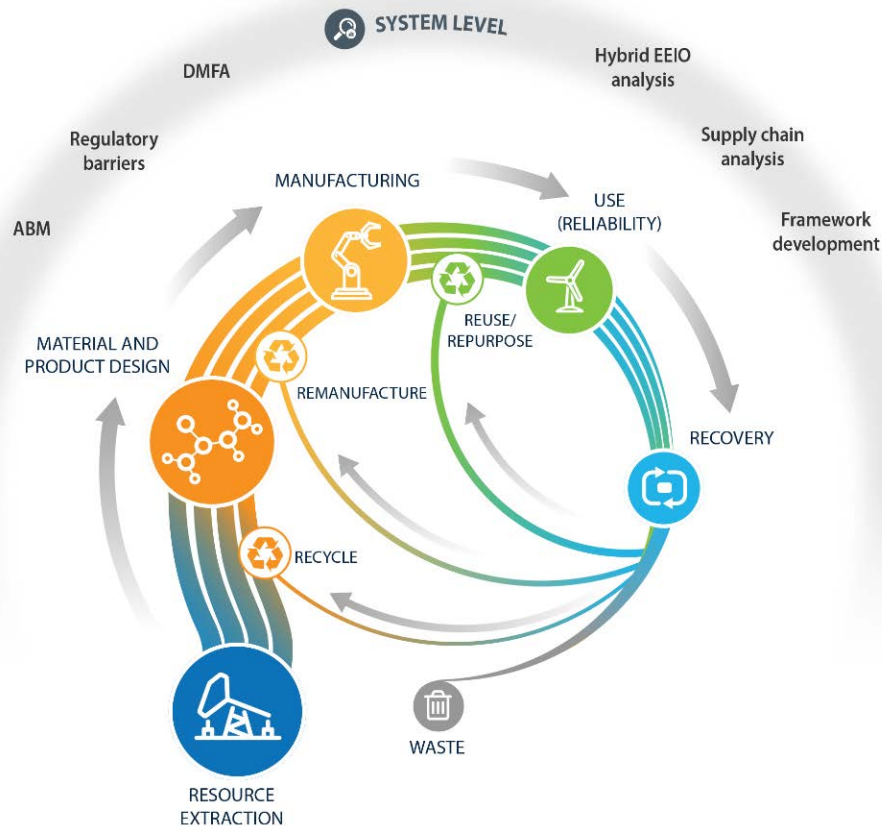 SYSTEM LEVEL
DMFA
Hybrid EEIO
analysis
Regulatory
barriers
Supply chain
analysis
ABM
Framework
development
MANUFACTURING
USE
(RELIABILITY)
MATERIAL AND
PRODUCT DESIGN
REUSE/
REPURPOSE
REMANUFACTURE
RECOVERY
RECYCLE
WASTE
RESOURCE
EXTRACTION